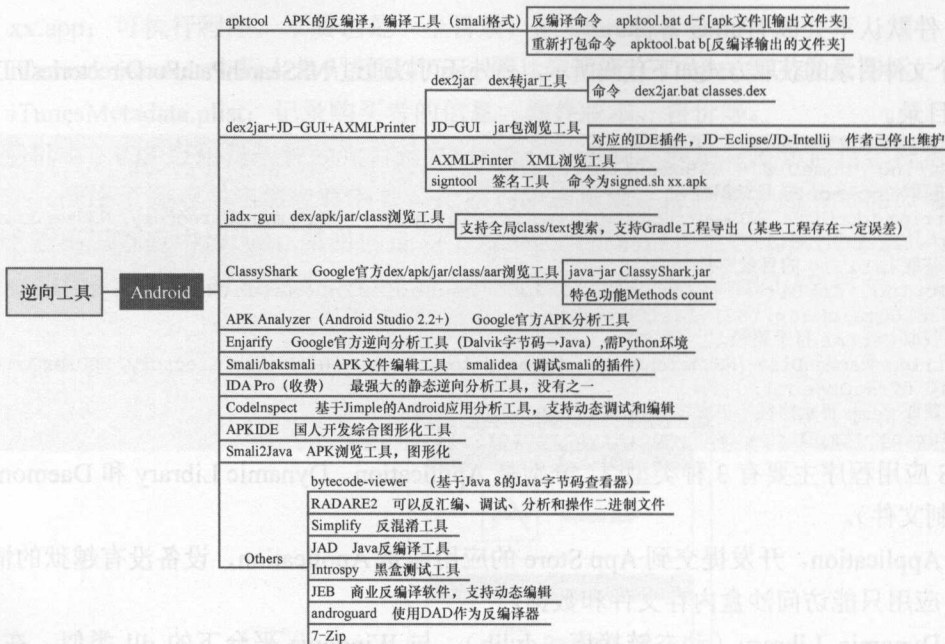 apktool APK的反编译，编译工具（smali格式）
反编译命令 apktool.bat d-f [apk文件][输出文件夹]
重新打包命令 apktool.bat b[反编译输出的文件夹]
dex2jar+JD-GUI+AXMLPrinter
dex2jar dex转jar工具
命令 dex2jar.bat classes.dex
JD-GUI jar包浏览工具
对应的IDE插件，JD-Eclipse/JD-Intellij 作者已停止维护
AXMLPrinter XML浏览工具
signtool 签名工具 命令为signed.sh xx.apk
jadx-gui dex/apk/jar/class浏览工具
支持全局class/text搜索，支持Gradle工程导出（某些工程存在一定误差）
逆向工具
Android
ClassyShark Google官方dex/apk/jar/class/aar浏览工具
java-jar ClassyShark.jar
特色功能Methods count
APK Analyzer（Android Studio 2.2+） Google官方APK分析工具
Enjarify Google官方逆向分析工具（Dalvik字节码→Java）,需Python环境
Smali/baksmali APK文件编辑工具 smalidea（调试smali的插件）
IDA Pro（收费） 最强大的静态逆向分析工具，没有之一
CodeInspect 基于Jimple的Android应用分析工具，支持动态调试和编辑
APKIDE 国人开发综合图形化工具
Smali2Java APK浏览工具，图形化
Others
bytecode-viewer （基于Java 8的Java字节码查看器）
RADARE2 可以反汇编、调试、分析和操作二进制文件
Simplify 反混淆工具
JAD Java反编译工具
Introspy 黑盒测试工具
JEB 商业反编译软件，支持动态编辑
androguard 使用DAD作为反编译器
7-Zip